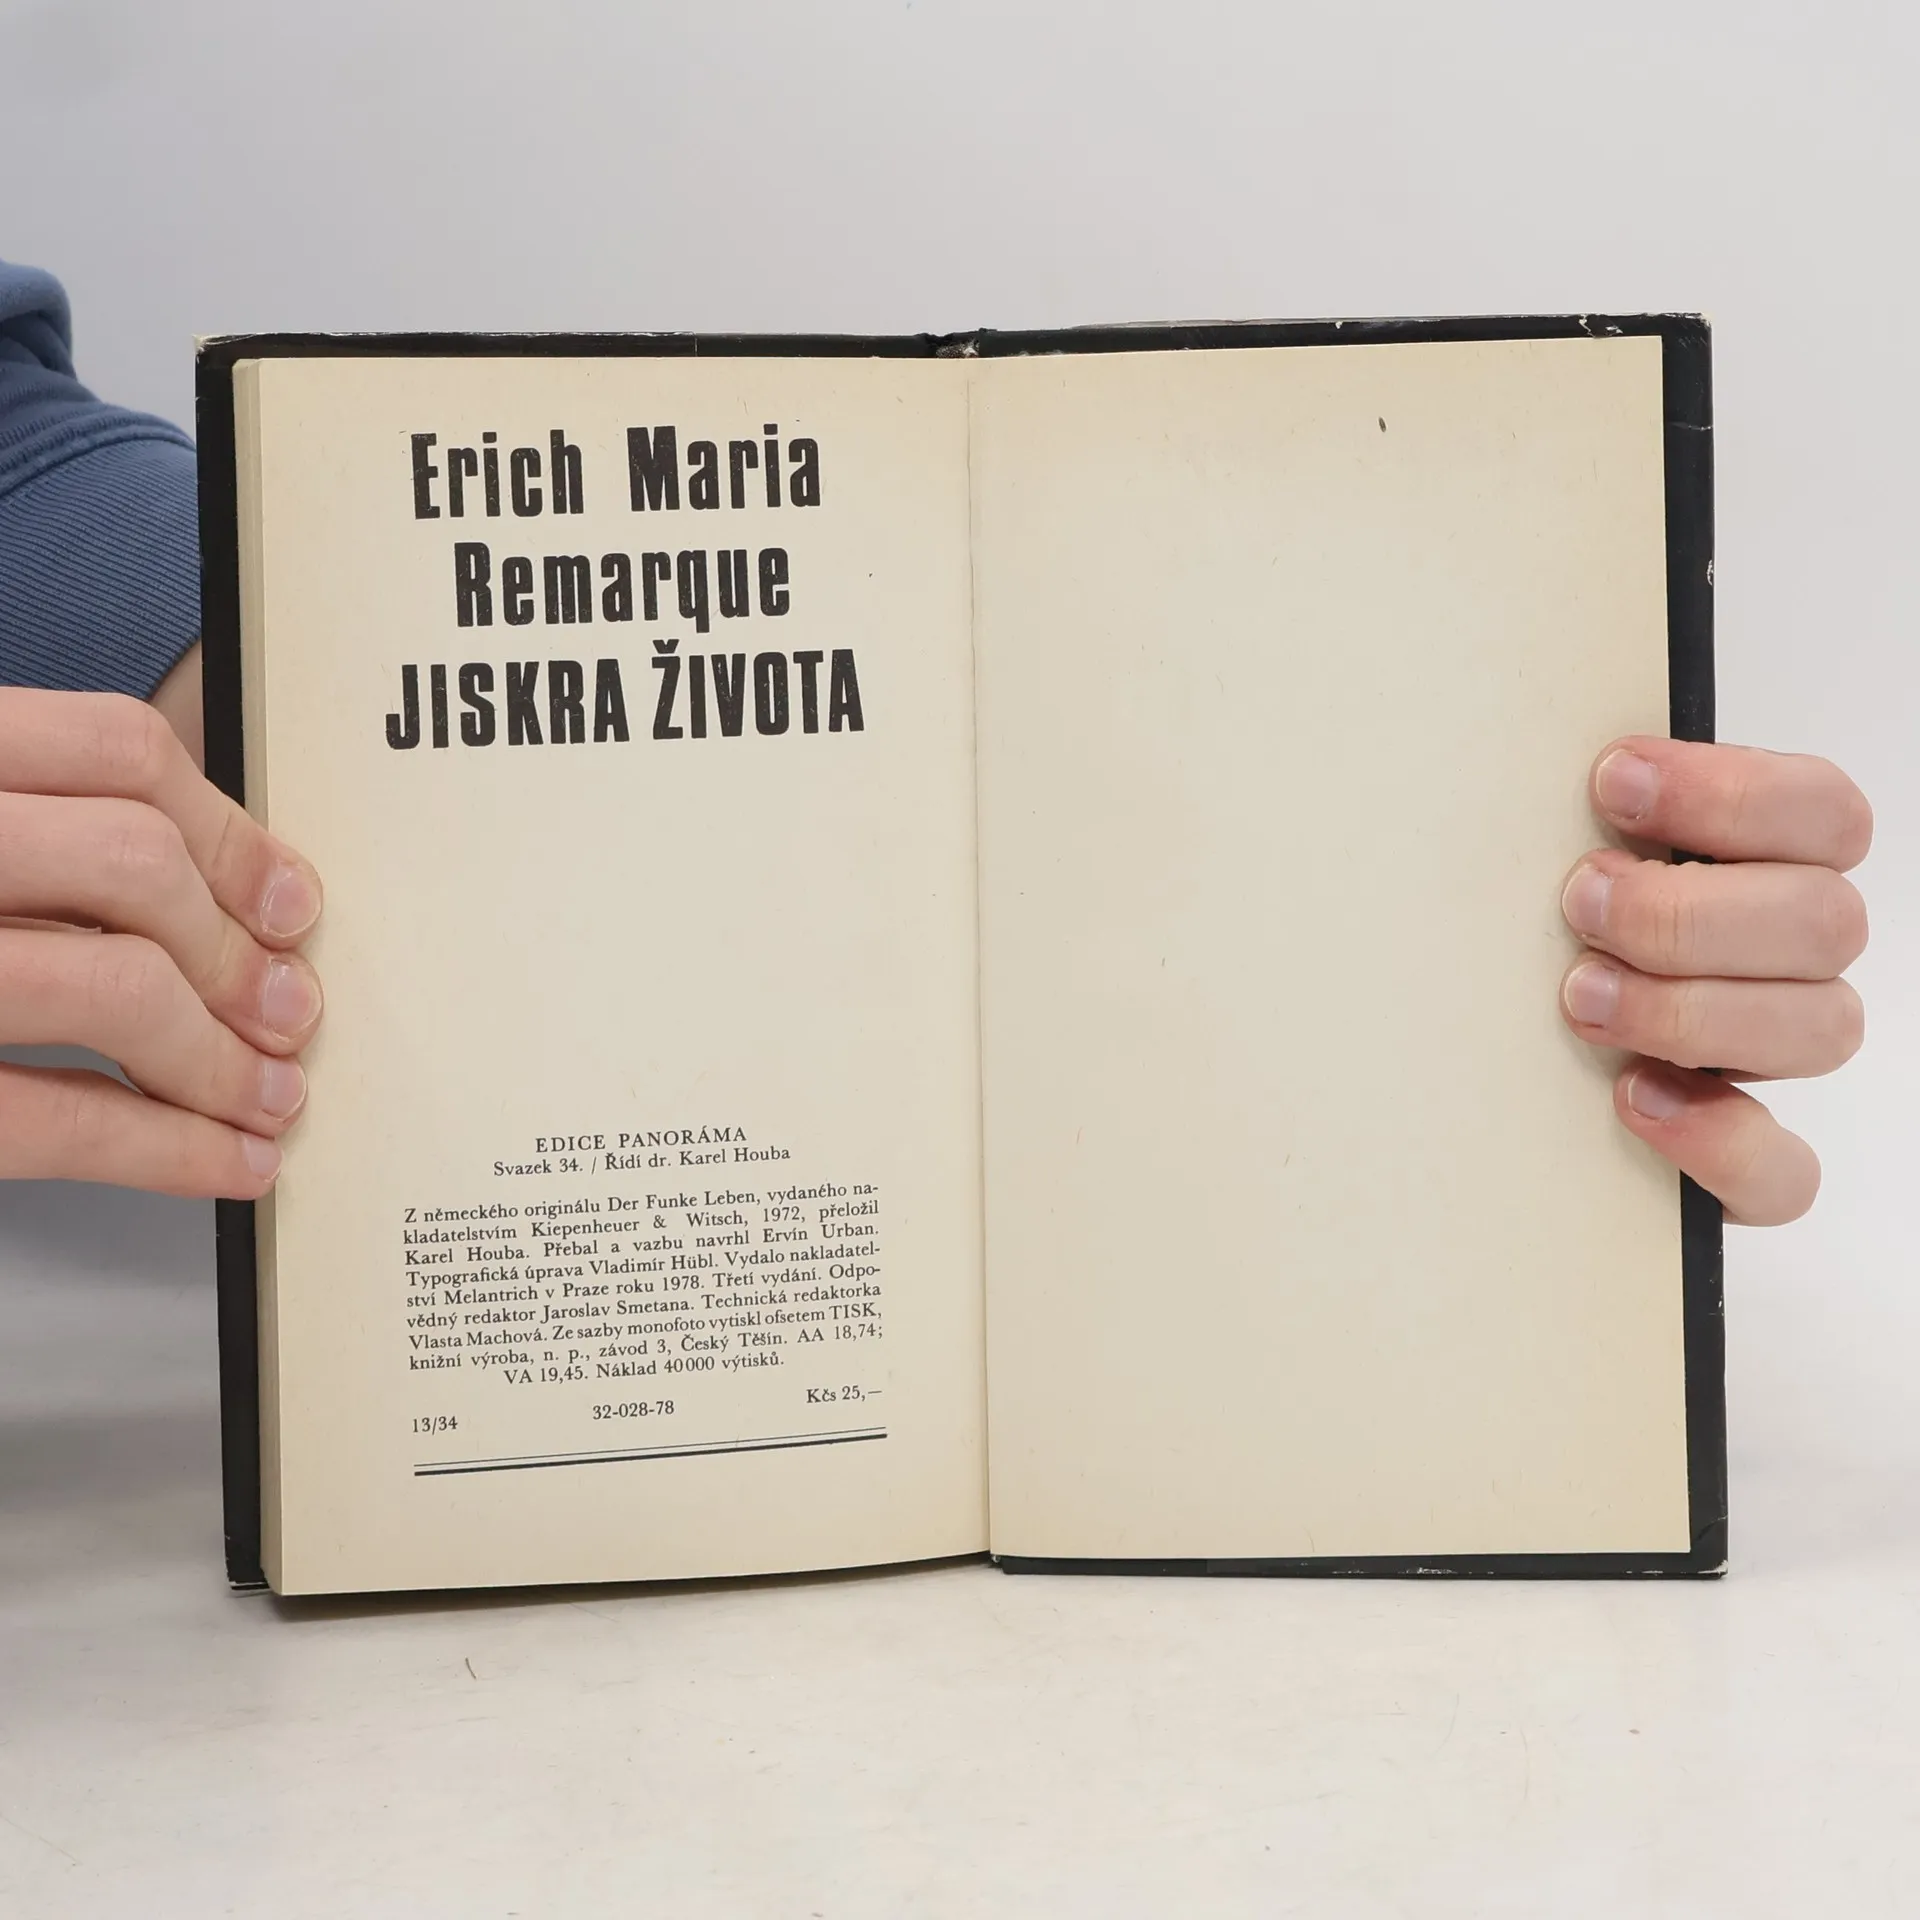 Erich Maria
Remarque
JISKRA ŽIVOTA
EDICE PANORÁMA
Svazek 34. / Řídí dr. Karel Houba
Z německého originálu Der Funke Leben, vydaného na-
kladatelstvím Kiepenheuer & Witsch, 1972, přeložil
Karel Houba. Přebal a vazbu navrhl Ervín Urban.
Typografická úprava Vladimír Hübl. Vydalo nakladatel-
ství Melantrich v Praze roku 1978. Třetí vydání. Odpo-
vědný redaktor Jaroslav Smetana. Technická redaktorka
Vlasta Machová. Ze sazby monofoto vytiskl ofsetem TISK,
knižní výroba, n. p., závod 3, Český Těšín. AA 18,74;
VA 19,45. Náklad 40 000 výtisků.
13/34 32-028-78 Kčs 25,—